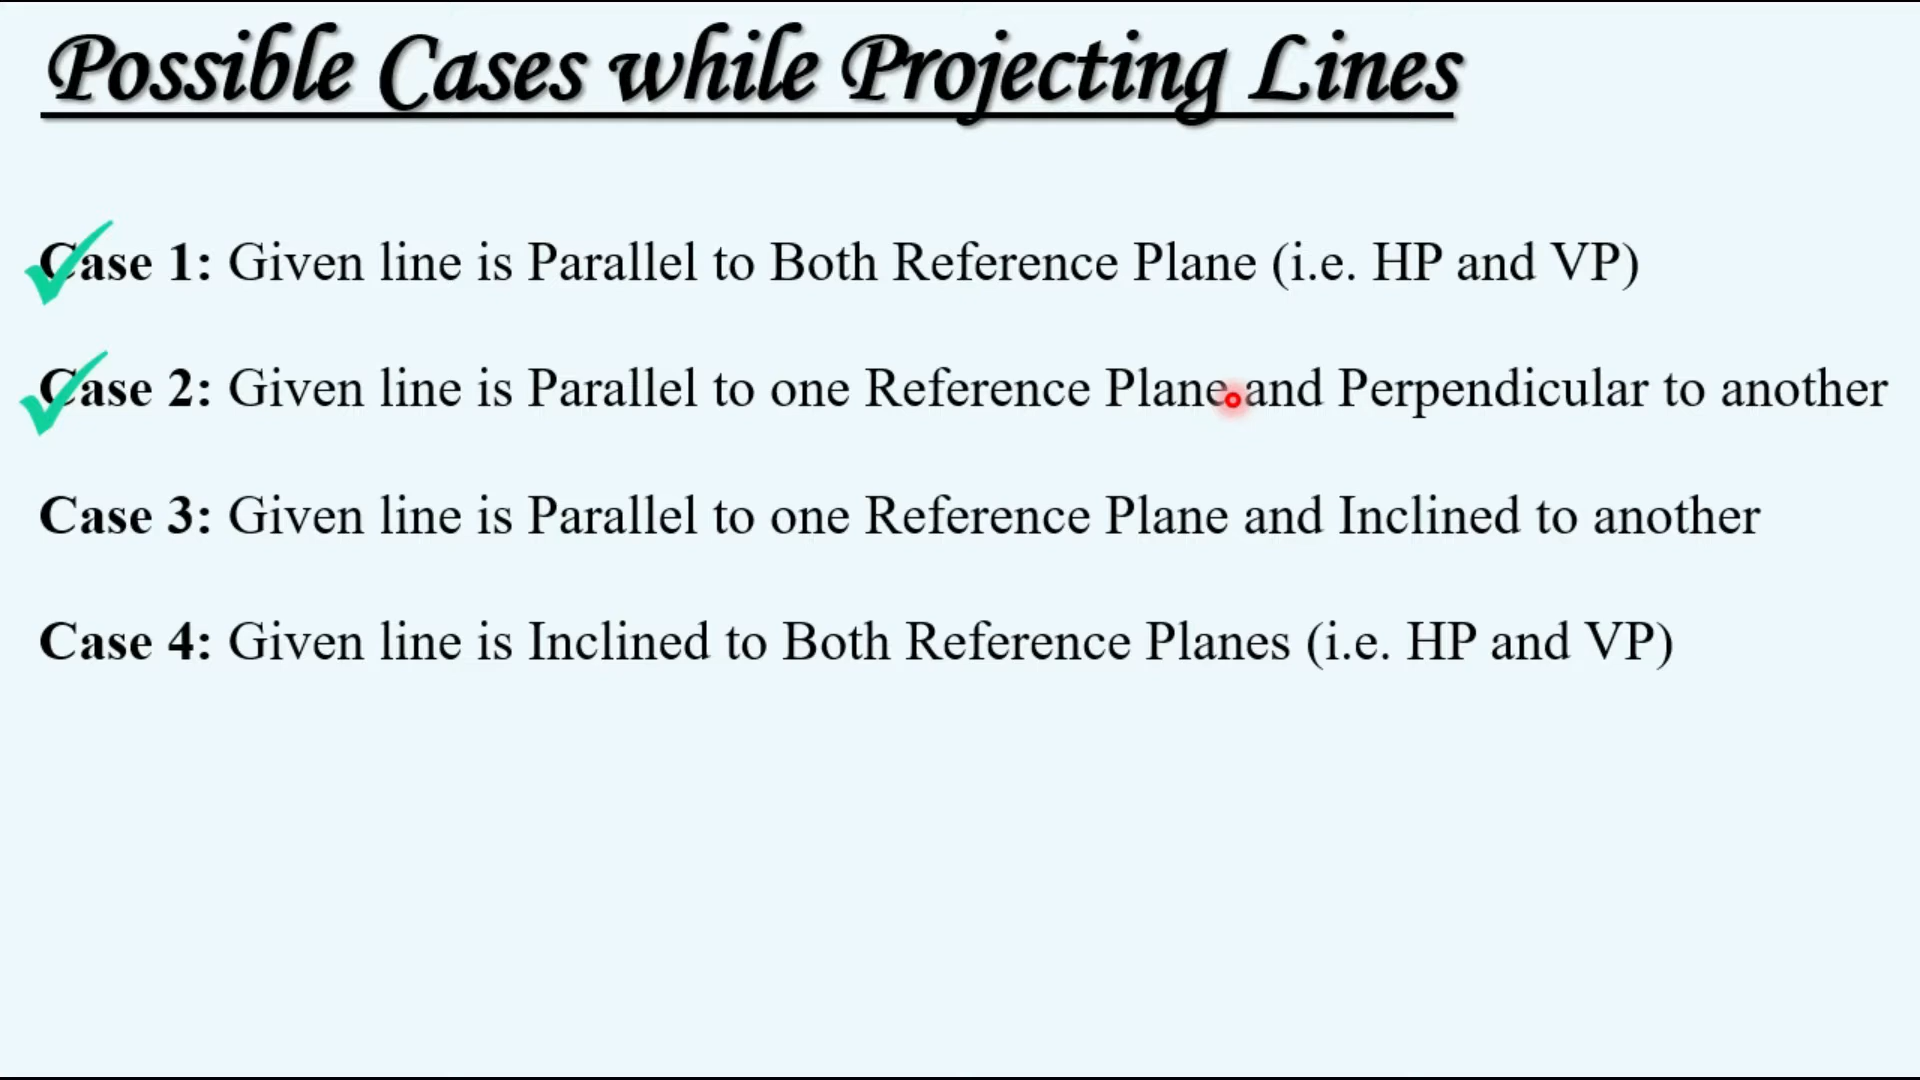 Possible Cases while Projecting Lines
Case 1: Given line is Parallel to Both Reference Plane (i.e. HP and VP)
Case 2: Given line is Parallel to one Reference Plane and Perpendicular to another
Case 3: Given line is Parallel to one Reference Plane and Inclined to another
Case 4: Given line is Inclined to Both Reference Planes (i.e. HP and VP)